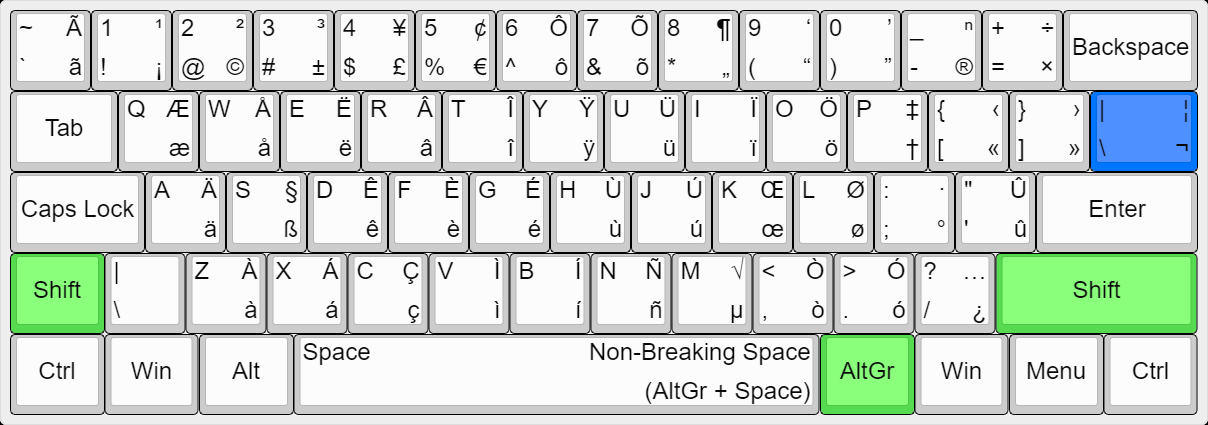 ~ Ã 1 ¹ 2 ² 3 ³ 4 ¥ 5 ¢ 6 Ô 7 Õ 8 ¶ 9 ‘ 0 ’ _ ⁿ + ÷ Backspace
` ã ! ¡ @ © # ± $ £ % € ^ ô & õ * „ ( “ ) ” - ® = ×
Tab Q Æ W Å E Ë R Â T Î Y Ÿ U Ü I Ï O Ö P ‡ { ‹ } › | ¦
æ å ë â î ÿ ü ï ö † [ « ] » \ ¬
Caps Lock A Ä S § D Ê F È G É H Ù J Ú K Œ L Ø : · " Û Enter
ä ß ê è é ù ú œ ø ; ° ' û
Shift | Z À X Á C Ç V Ì B Í N Ñ M √ < Ò > Ó ? … Shift
\ à á ç ì í ñ µ , ò . ó / ¿
Ctrl Win Alt Space Non-Breaking Space AltGr Win Menu Ctrl
(AltGr + Space)